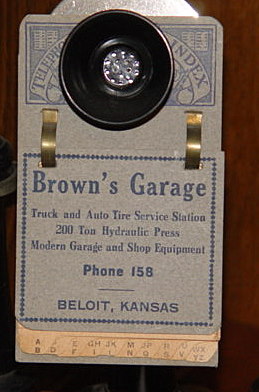 TELEPHONE INDEX
Brown's Garage
Truck and Auto Tire Service Station
200 Ton Hydraulic Press
Modern Garage and Shop Equipment
Phone 158
BELOIT, KANSAS